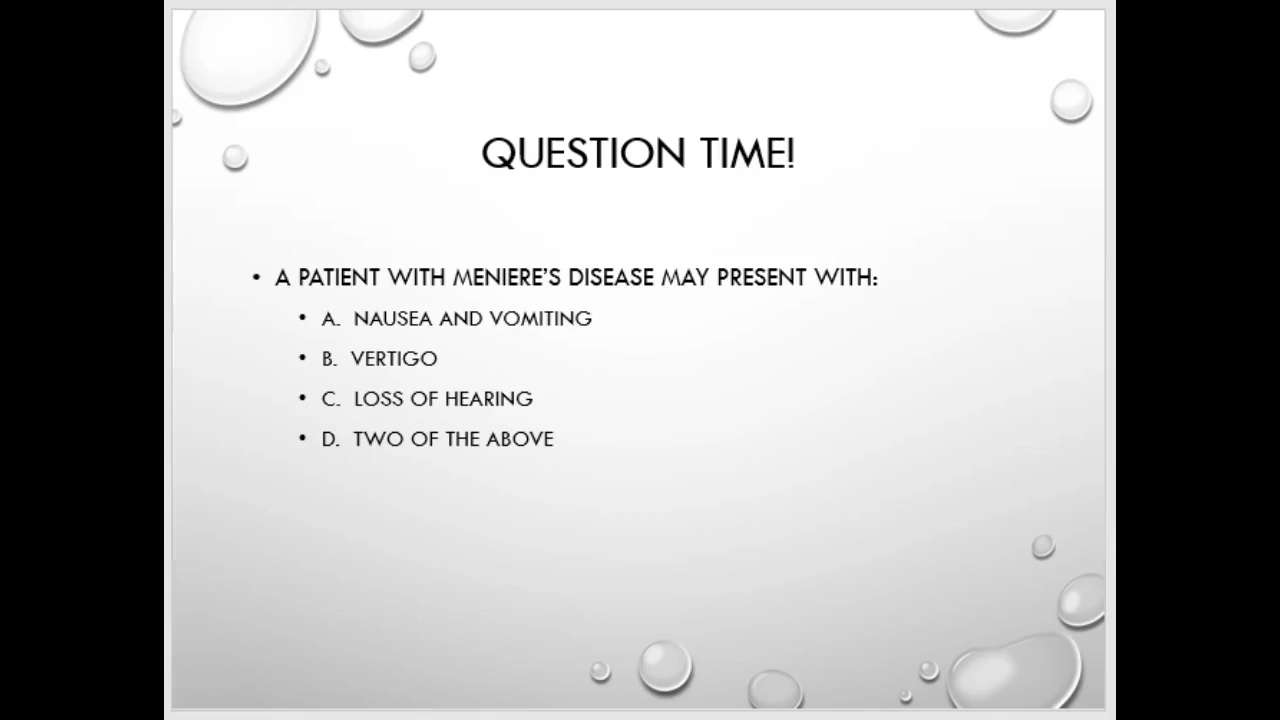 QUESTION TIME!
• A PATIENT WITH MENIERE’S DISEASE MAY PRESENT WITH:
• A. NAUSEA AND VOMITING
• B. VERTIGO
• C. LOSS OF HEARING
• D. TWO OF THE ABOVE